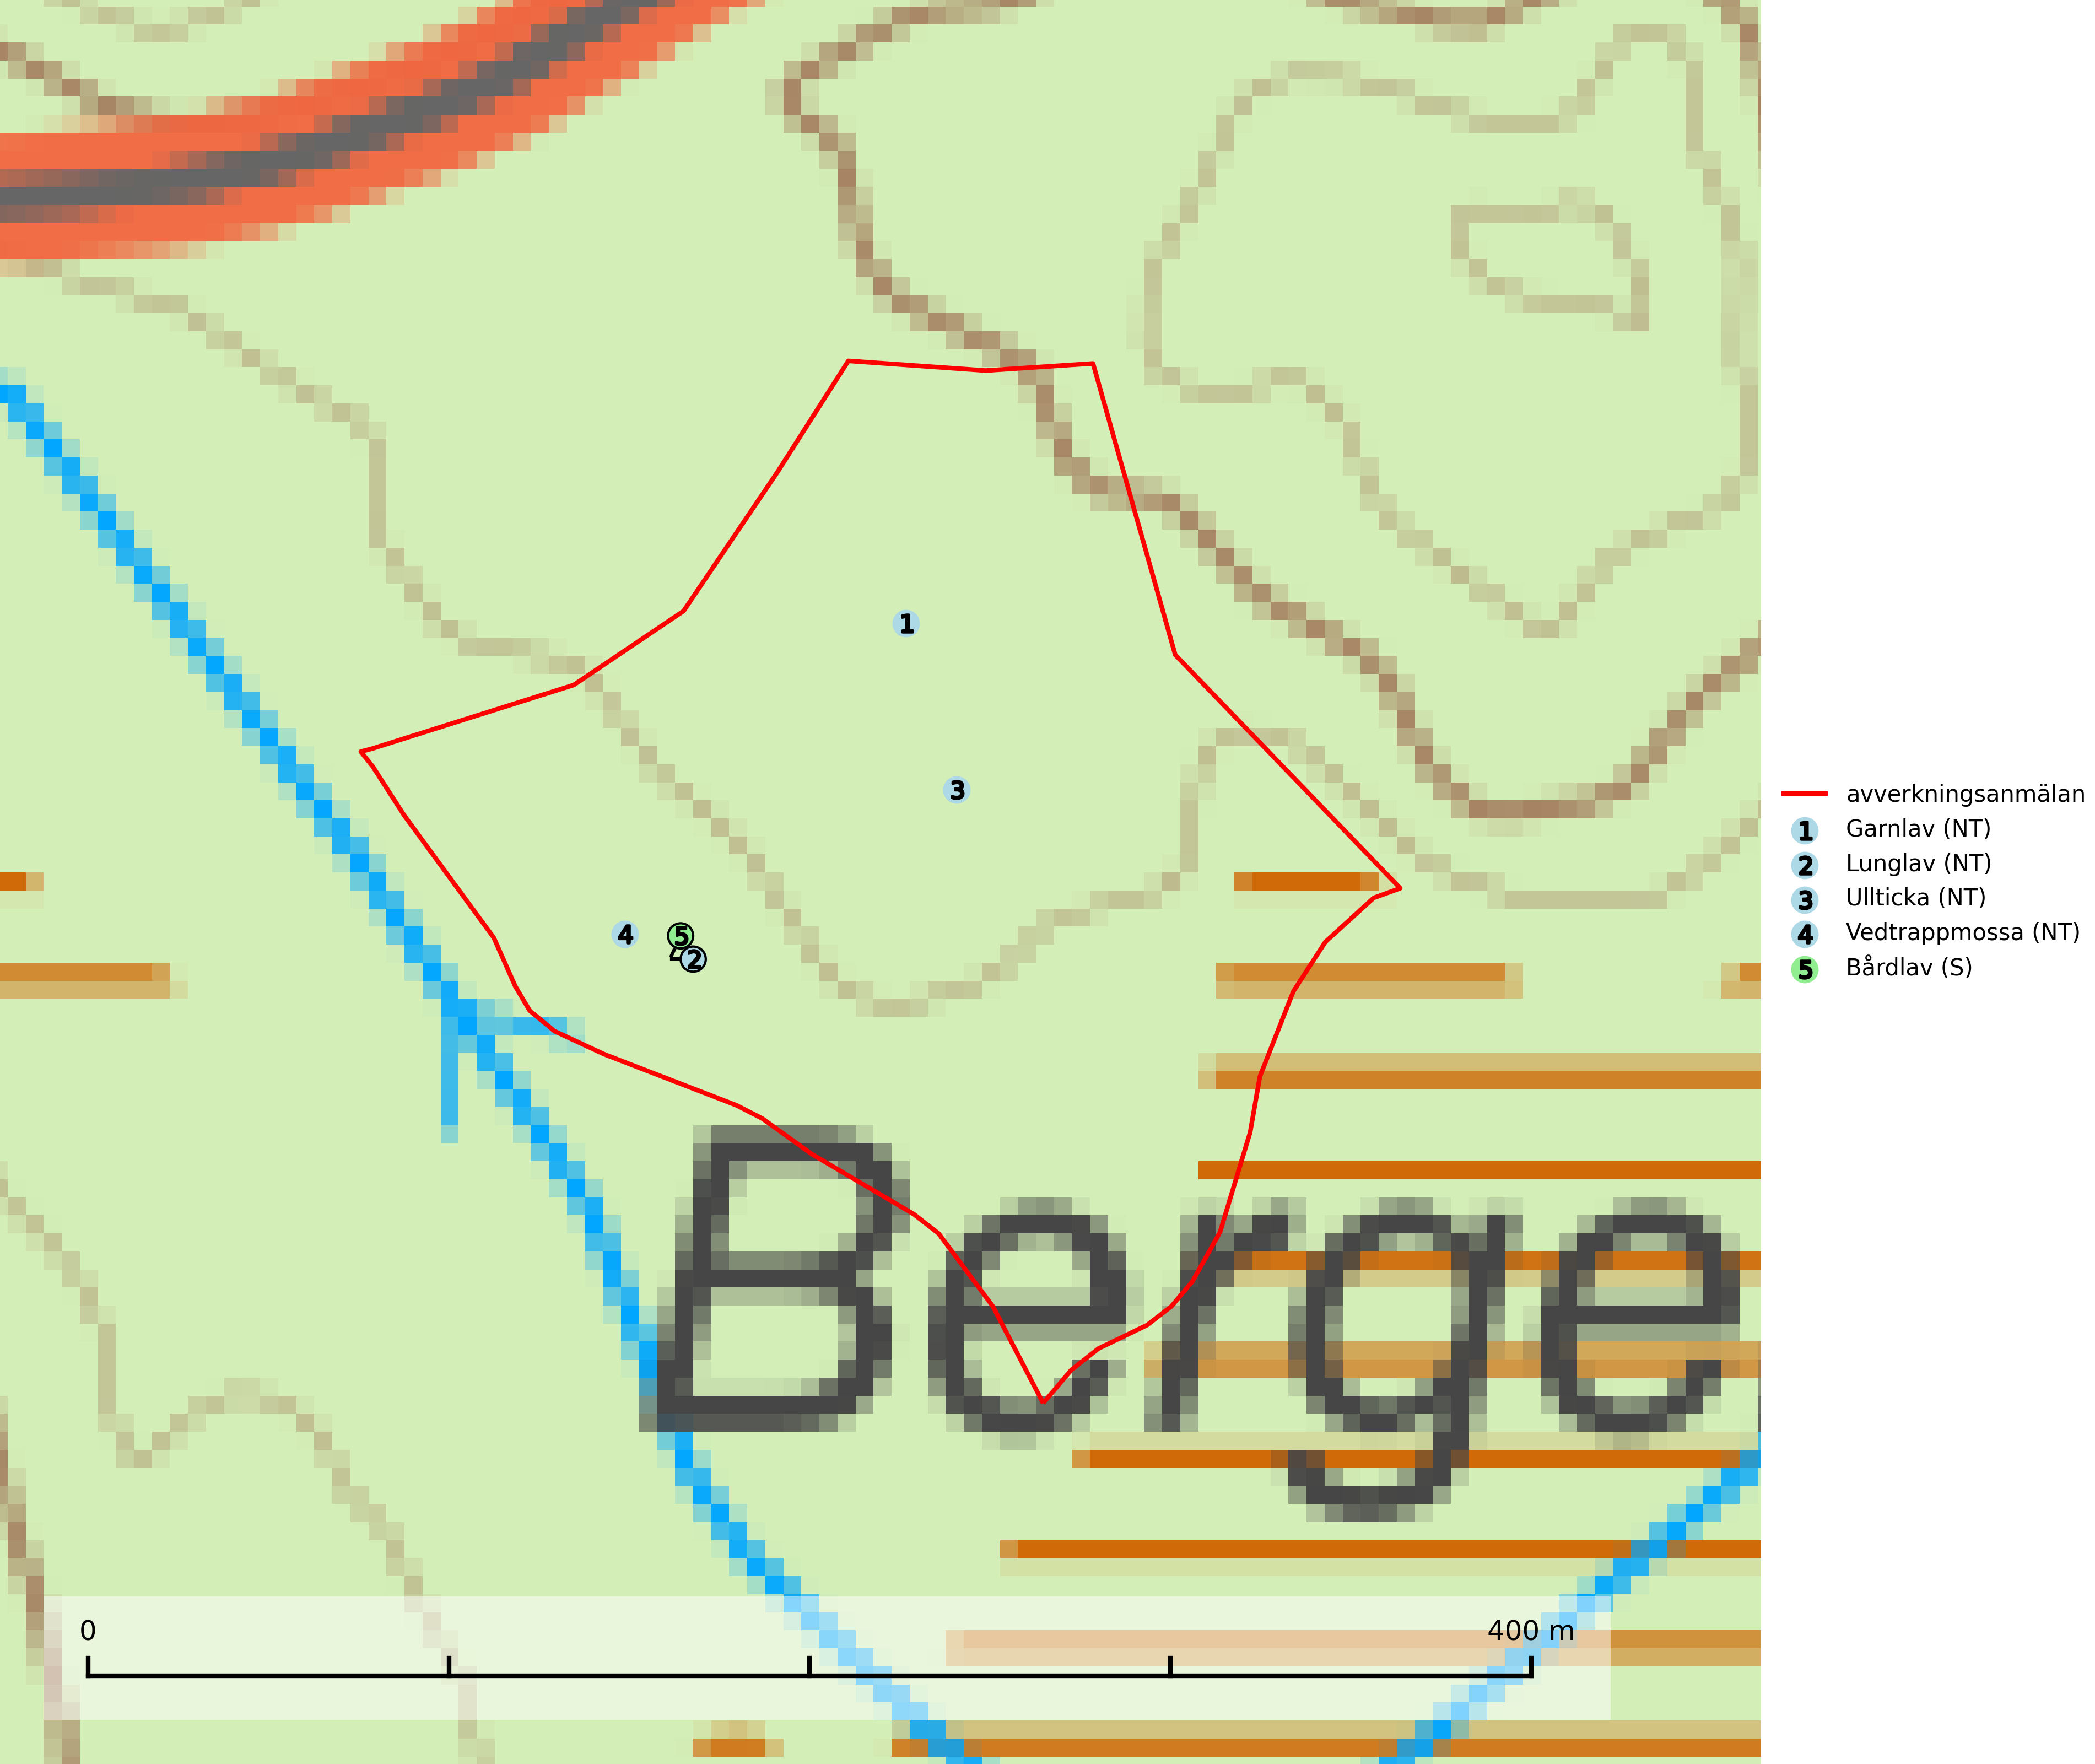 1
3
4
5
2
Berge
0
400 m
avverkningsanmälan
1 Garnlav (NT)
2 Lunglav (NT)
3 Ullticka (NT)
4 Vedtrappmossa (NT)
5 Bårdlav (S)